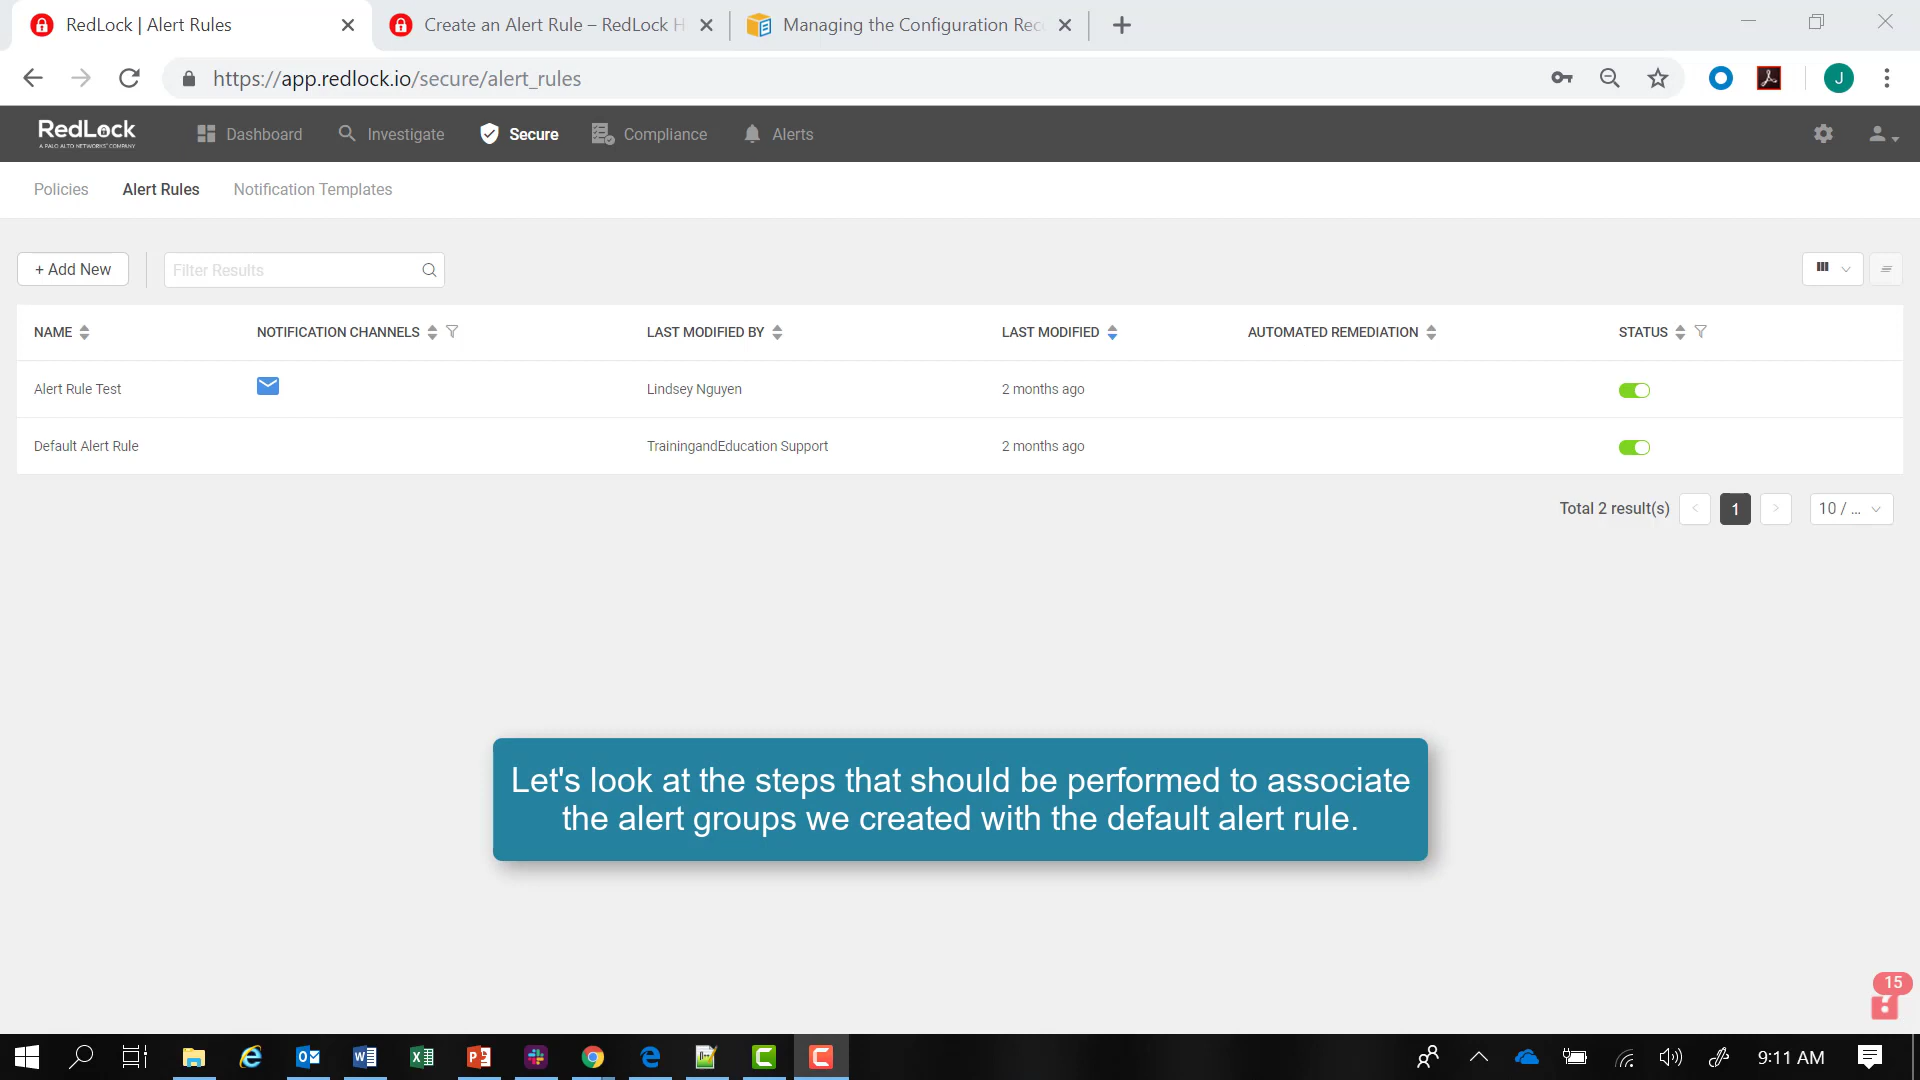 RedLock | Alert Rules
Create an Alert Rule – RedLock H
Managing the Configuration Rec
https://app.redlock.io/secure/alert_rules
J
RedLock
A PALO ALTO NETWORKS® COMPANY
Dashboard
Investigate
Secure
Compliance
Alerts
Policies
Alert Rules
Notification Templates
+ Add New
Filter Results
NAME
NOTIFICATION CHANNELS
LAST MODIFIED BY
LAST MODIFIED
AUTOMATED REMEDIATION
STATUS
Alert Rule Test
Lindsey Nguyen
2 months ago
Default Alert Rule
TrainingandEducation Support
2 months ago
Total 2 result(s)
<
1
>
10 / ...
Let's look at the steps that should be performed to associate
the alert groups we created with the default alert rule.
15
9:11 AM